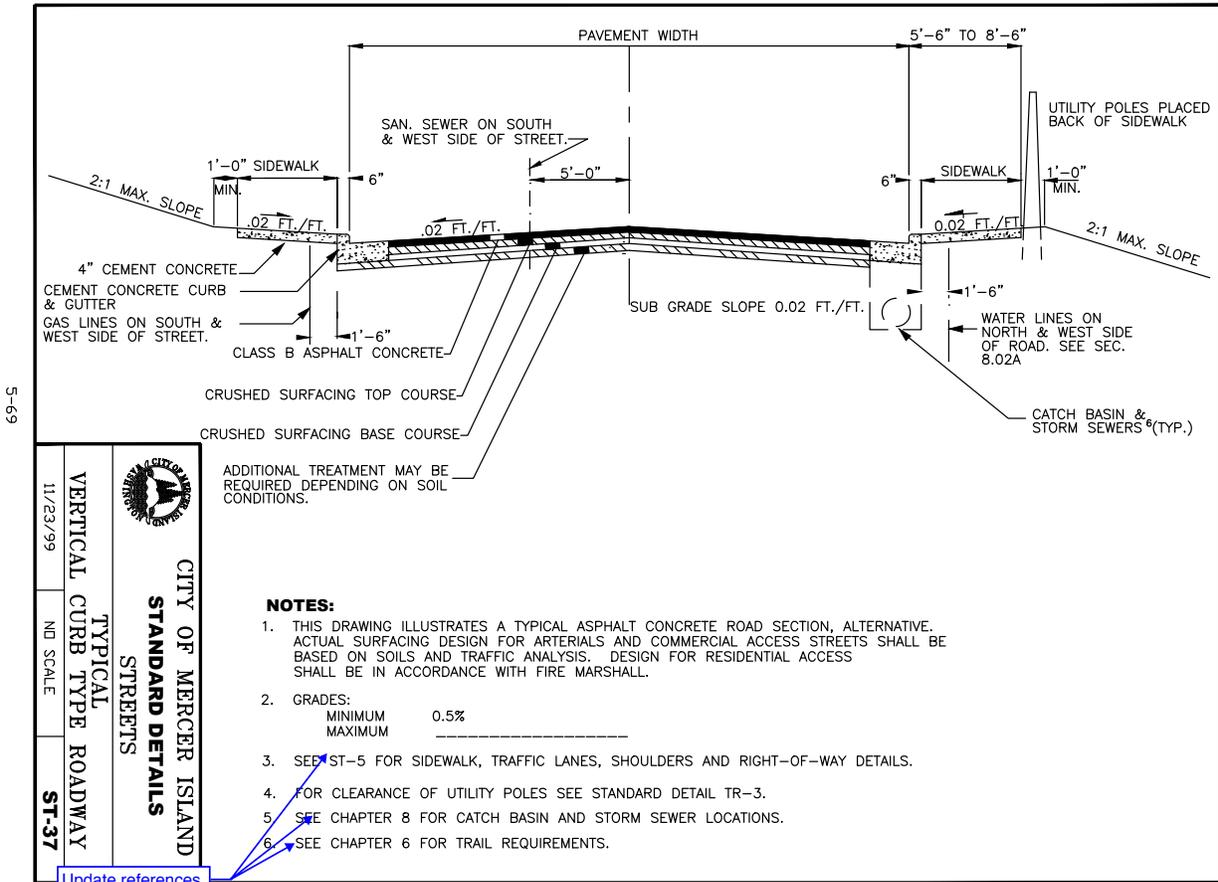 PAVEMENT WIDTH
5'-6" TO 8'-6"
UTILITY POLES PLACED
BACK OF SIDEWALK
SAN. SEWER ON SOUTH
& WEST SIDE OF STREET.
1'-0" SIDEWALK
MIN.
6"
5'-0"
6"
SIDEWALK
1'-0"
MIN.
2:1 MAX. SLOPE
.02 FT./FT.
.02 FT./FT.
0.02 FT./FT.
2:1 MAX. SLOPE
4" CEMENT CONCRETE
CEMENT CONCRETE CURB
& GUTTER
GAS LINES ON SOUTH &
WEST SIDE OF STREET.
1'-6"
SUB GRADE SLOPE 0.02 FT./FT.
1'-6"
WATER LINES ON
NORTH & WEST SIDE
OF ROAD. SEE SEC.
8.02A
CLASS B ASPHALT CONCRETE
CRUSHED SURFACING TOP COURSE
CRUSHED SURFACING BASE COURSE
CATCH BASIN &
STORM SEWERS 6(TYP.)
ADDITIONAL TREATMENT MAY BE
REQUIRED DEPENDING ON SOIL
CONDITIONS.
5-69
CITY OF MERCER ISLAND
WASHINGTON
CITY OF MERCER ISLAND
STANDARD DETAILS
STREETS
TYPICAL
VERTICAL CURB TYPE ROADWAY
11/23/99
NO SCALE
ST-37
NOTES:
1. THIS DRAWING ILLUSTRATES A TYPICAL ASPHALT CONCRETE ROAD SECTION, ALTERNATIVE.
ACTUAL SURFACING DESIGN FOR ARTERIALS AND COMMERCIAL ACCESS STREETS SHALL BE
BASED ON SOILS AND TRAFFIC ANALYSIS. DESIGN FOR RESIDENTIAL ACCESS
SHALL BE IN ACCORDANCE WITH FIRE MARSHALL.
2. GRADES:
MINIMUM 0.5%
MAXIMUM ____________________
3. SEE ST-5 FOR SIDEWALK, TRAFFIC LANES, SHOULDERS AND RIGHT-OF-WAY DETAILS.
4. FOR CLEARANCE OF UTILITY POLES SEE STANDARD DETAIL TR-3.
5. SEE CHAPTER 8 FOR CATCH BASIN AND STORM SEWER LOCATIONS.
6. SEE CHAPTER 6 FOR TRAIL REQUIREMENTS.
Update references